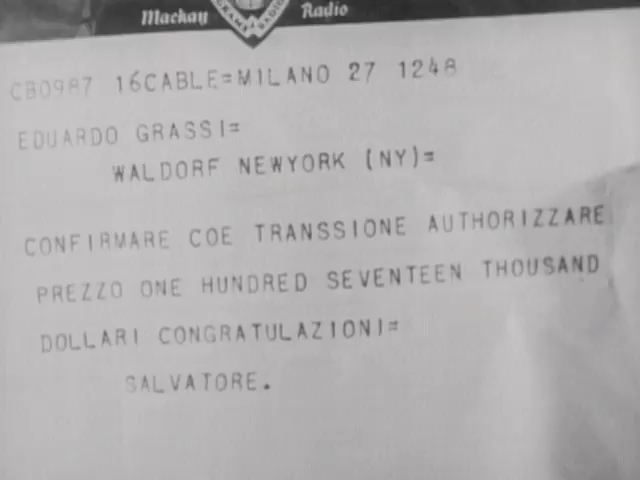 Mackay Radio
CB0987 16CABLE=MILANO 27 1248
EDUARDO GRASSI=
WALDORF NEWYORK (NY)=
CONFIRMARE COE TRANSSIONE AUTHORIZZARE
PREZZO ONE HUNDRED SEVENTEEN THOUSAND
DOLLARI CONGRATULAZIONI=
SALVATORE.